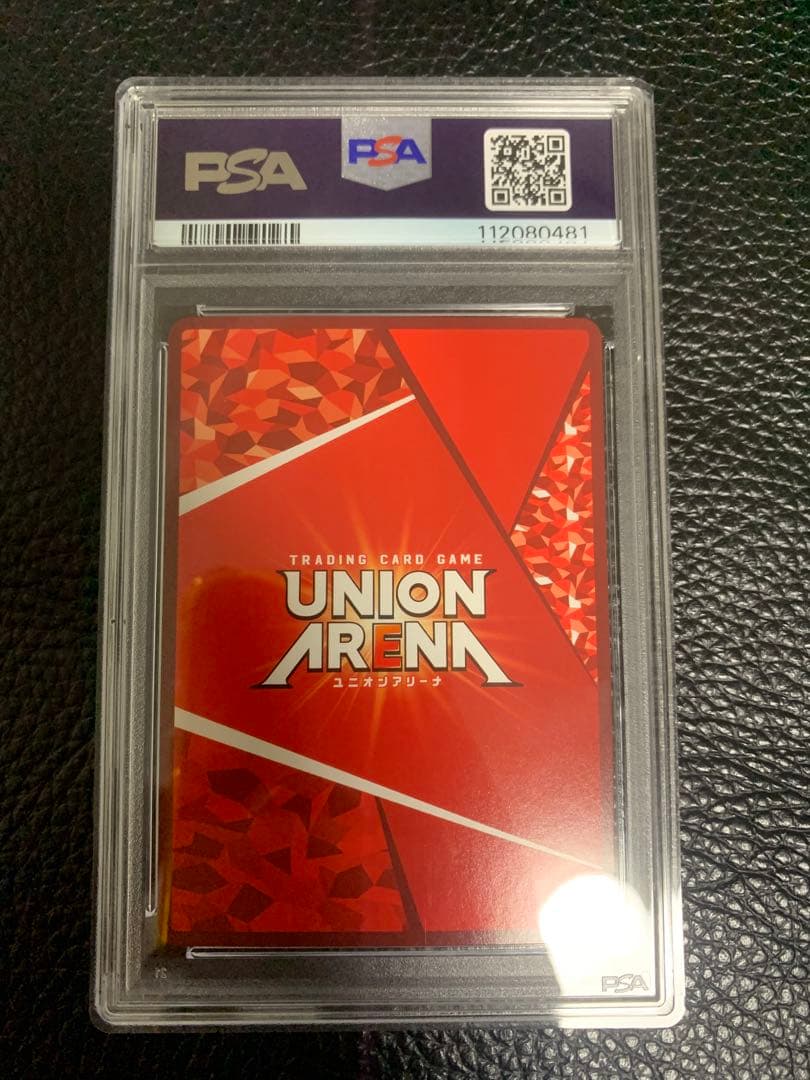 PSA
PSA
112080481
TRADING CARD GAME
UNION
ARENA
ユニオンアリーナ
PSA